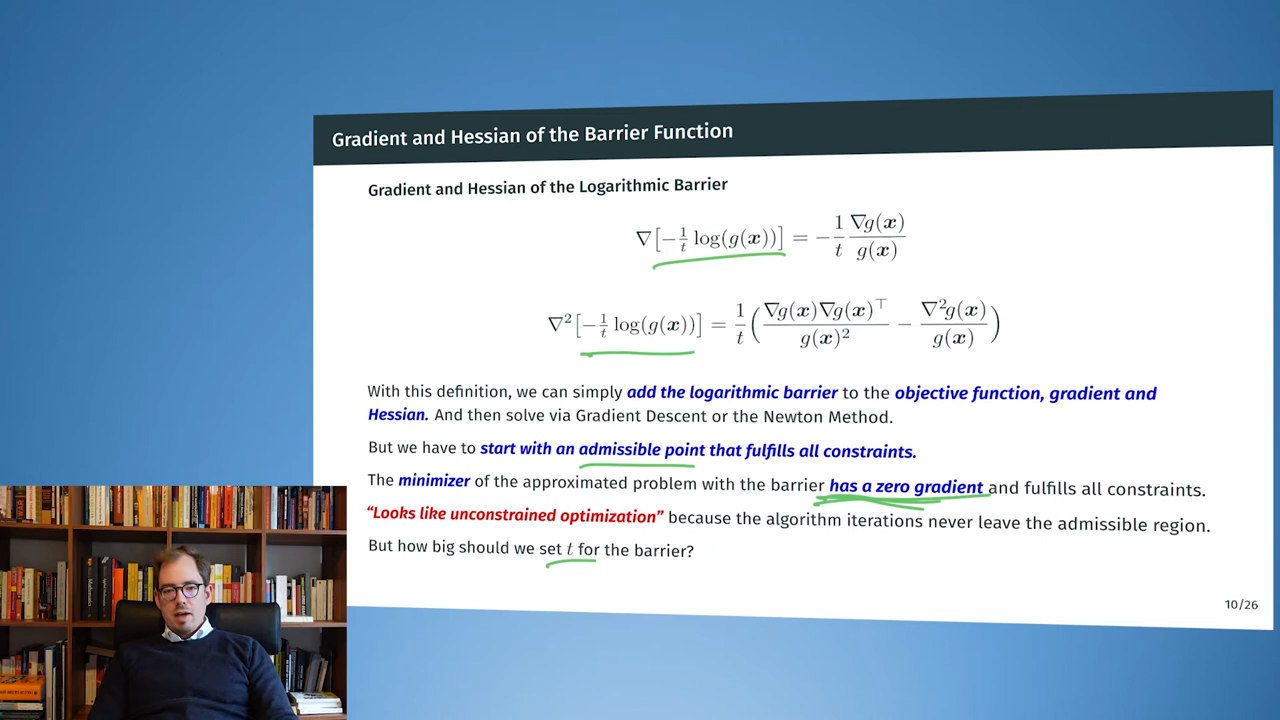 Gradient and Hessian of the Barrier Function
Gradient and Hessian of the Logarithmic Barrier
∇[−1/t log(g(x))] = −1/t ∇g(x)/g(x)
∇²[−1/t log(g(x))] = 1/t(∇g(x)∇g(x)⊤/g(x)² − ∇²g(x)/g(x))
With this definition, we can simply add the logarithmic barrier to the objective function, gradient and
Hessian. And then solve via Gradient Descent or the Newton Method.
But we have to start with an admissible point that fulfills all constraints.
The minimizer of the approximated problem with the barrier has a zero gradient and fulfills all constraints.
“Looks like unconstrained optimization” because the algorithm iterations never leave the admissible region.
But how big should we set t for the barrier?
10/26